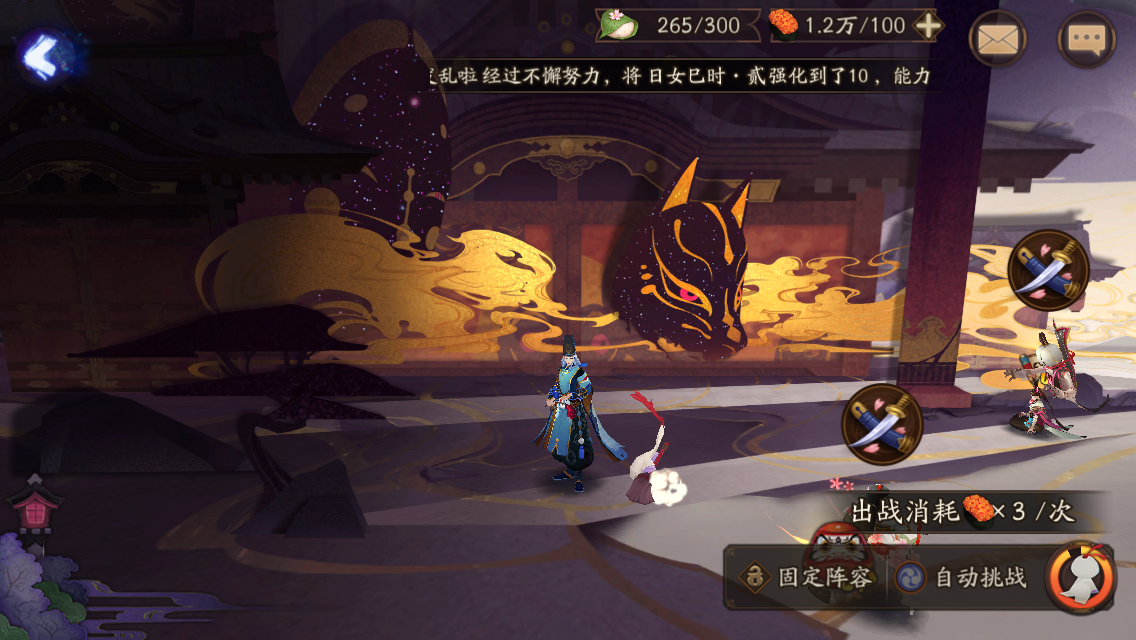 265/300
1.2万/100
乱啦 经过不懈努力，将 日女巳时·贰强化到了10 ，能力
出战消耗 ×3 /次
固定阵容
自动挑战